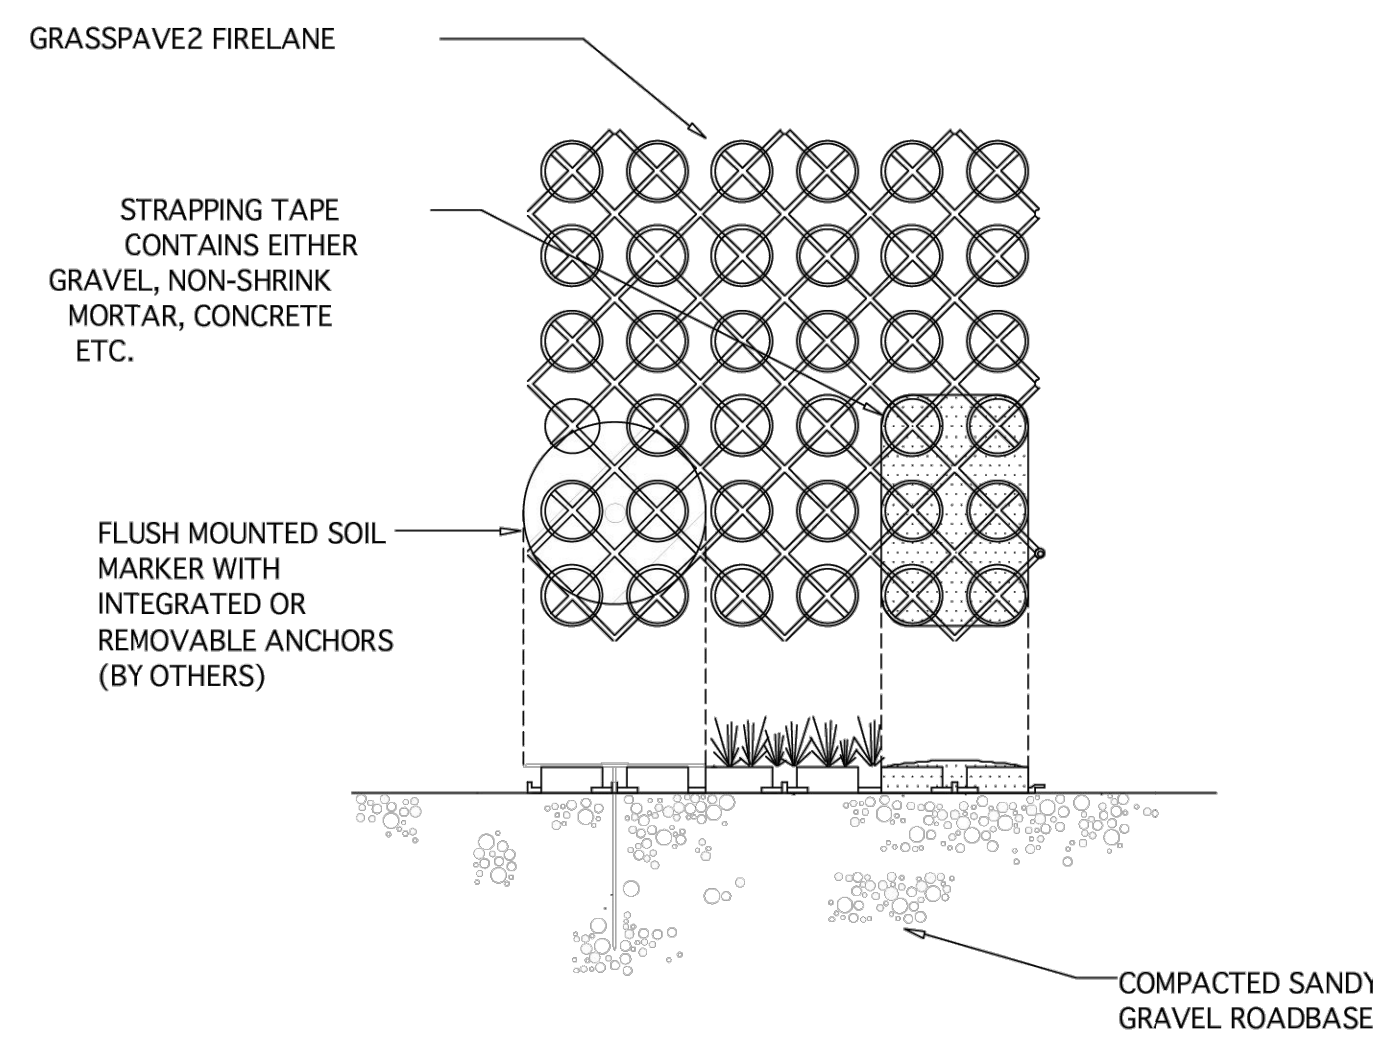 GRASSPAVE2 FIRELANE
STRAPPING TAPE
CONTAINS EITHER
GRAVEL, NON-SHRINK
MORTAR, CONCRETE
ETC.
FLUSH MOUNTED SOIL
MARKER WITH
INTEGRATED OR
REMOVABLE ANCHORS
(BY OTHERS)
COMPACTED SANDY
GRAVEL ROADBASE